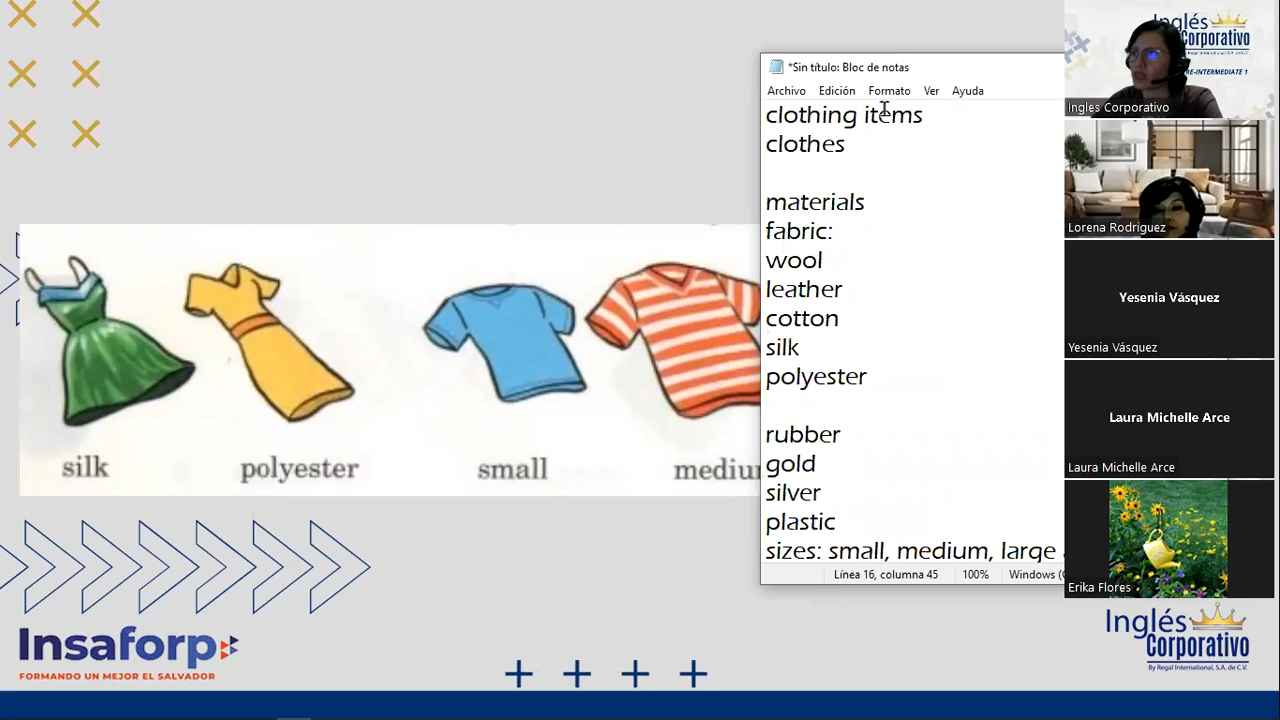 *Sin título: Bloc de notas
Archivo Edición Formato Ver Ayuda
clothing items
clothes
materials
fabric:
wool
leather
cotton
silk
polyester
rubber
gold
silver
plastic
sizes: small, medium, large
Línea 16, columna 45 100% Windows
silk
polyester
small
Insaforp
FORMANDO UN MEJOR EL SALVADOR
Inglés
Corporativo
Ingles Corporativo
Lorena Rodríguez
Yesenia Vásquez
Yesenia Vásquez
Laura Michelle Arce
Laura Michelle Arce
Erika Flores
Inglés
Corporativo
By Regal International, S.A. de C.V.